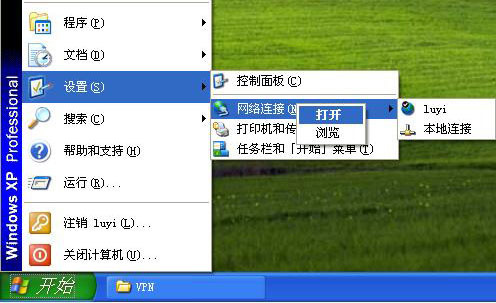 程序(P)
文档(D)
设置(S)
搜索(C)
帮助和支持(H)
运行(R)...
注销 luyi(L)...
关闭计算机(U)...
Windows XP Professional
控制面板(C)
网络连接(N
打印机和传
任务栏和「开始」菜单(T)
打开
浏览
luyi
本地连接
开始
VPN